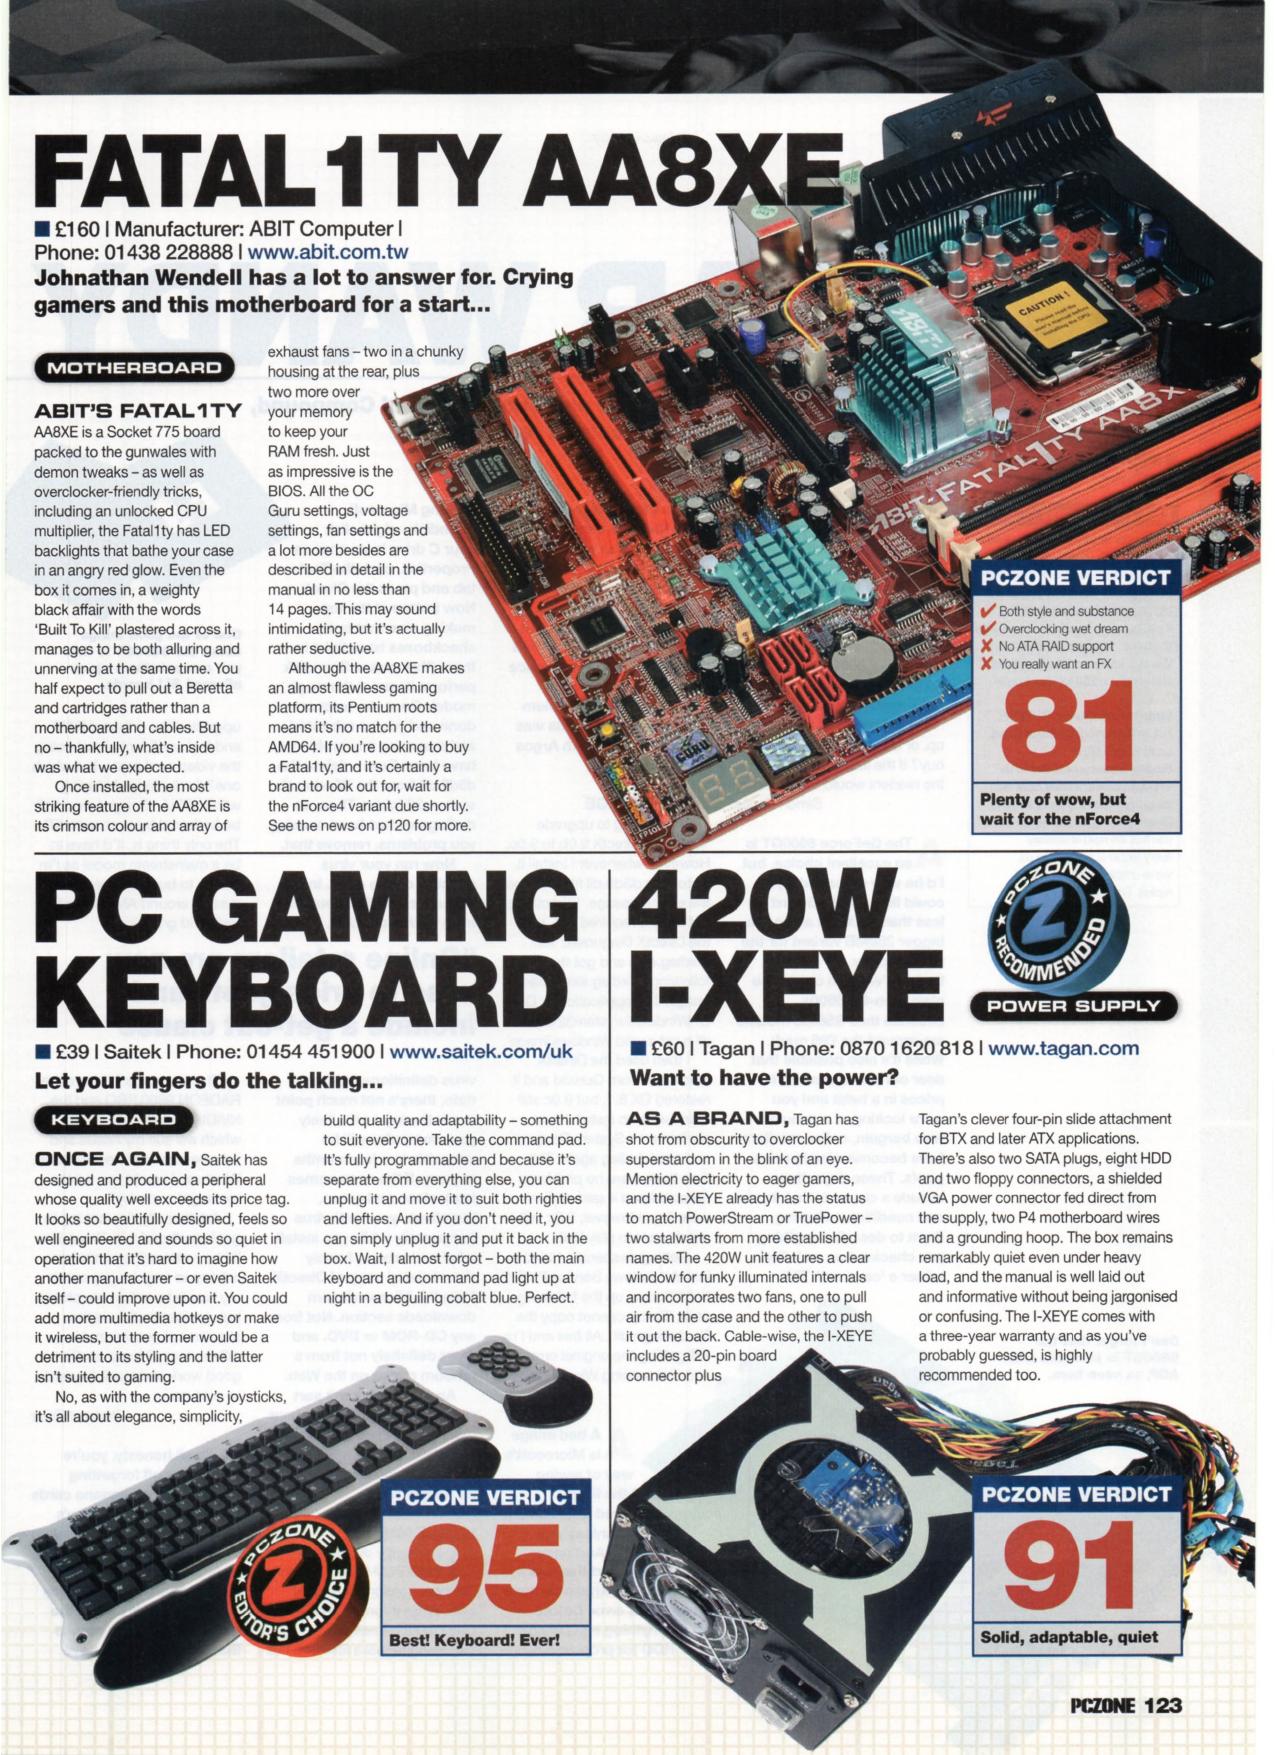 FATAL1TY AA8XE
■ £160 | Manufacturer: ABIT Computer |
Phone: 01438 228888 | www.abit.com.tw
Johnathan Wendell has a lot to answer for. Crying
gamers and this motherboard for a start...
MOTHERBOARD
ABIT'S FATAL1TY
AA8XE is a Socket 775 board
packed to the gunwales with
demon tweaks – as well as
overclocker-friendly tricks,
including an unlocked CPU
multiplier, the Fatal1ty has LED
backlights that bathe your case
in an angry red glow. Even the
box it comes in, a weighty
black affair with the words
'Built To Kill' plastered across it,
manages to be both alluring and
unnerving at the same time. You
half expect to pull out a Beretta
and cartridges rather than a
motherboard and cables. But
no – thankfully, what's inside
was what we expected.
Once installed, the most
striking feature of the AA8XE is
its crimson colour and array of
exhaust fans – two in a chunky
housing at the rear, plus
two more over
your memory
to keep your
RAM fresh. Just
as impressive is the
BIOS. All the OC
Guru settings, voltage
settings, fan settings and
a lot more besides are
described in detail in the
manual in no less than
14 pages. This may sound
intimidating, but it's actually
rather seductive.
Although the AA8XE makes
an almost flawless gaming
platform, its Pentium roots
means it's no match for the
AMD64. If you're looking to buy
a Fatal1ty, and it's certainly a
brand to look out for, wait for
the nForce4 variant due shortly.
See the news on p120 for more.
CAUTION !
Please read the
user's manual before
installing the CPU
ABIT
ABIT-FATAL1TY AA8X
GURU
PCZONE VERDICT
✓ Both style and substance
✓ Overclocking wet dream
✗ No ATA RAID support
✗ You really want an FX
81
Plenty of wow, but
wait for the nForce4
PC GAMING
KEYBOARD
■ £39 | Saitek | Phone: 01454 451900 | www.saitek.com/uk
Let your fingers do the talking...
KEYBOARD
ONCE AGAIN, Saitek has
designed and produced a peripheral
whose quality well exceeds its price tag.
It looks so beautifully designed, feels so
well engineered and sounds so quiet in
operation that it's hard to imagine how
another manufacturer – or even Saitek
itself – could improve upon it. You could
add more multimedia hotkeys or make
it wireless, but the former would be a
detriment to its styling and the latter
isn't suited to gaming.
No, as with the company's joysticks,
it's all about elegance, simplicity,
build quality and adaptability – something
to suit everyone. Take the command pad.
It's fully programmable and because it's
separate from everything else, you can
unplug it and move it to suit both righties
and lefties. And if you don't need it, you
can simply unplug it and put it back in the
box. Wait, I almost forgot – both the main
keyboard and command pad light up at
night in a beguiling cobalt blue. Perfect.
PCZONE
Z
EDITOR'S CHOICE
PCZONE VERDICT
95
Best! Keyboard! Ever!
420W
I-XEYE
PCZONE
Z
RECOMMENDED
POWER SUPPLY
■ £60 | Tagan | Phone: 0870 1620 818 | www.tagan.com
Want to have the power?
AS A BRAND, Tagan has
shot from obscurity to overclocker
superstardom in the blink of an eye.
Mention electricity to eager gamers,
and the I-XEYE already has the status
to match PowerStream or TruePower –
two stalwarts from more established
names. The 420W unit features a clear
window for funky illuminated internals
and incorporates two fans, one to pull
air from the case and the other to push
it out the back. Cable-wise, the I-XEYE
includes a 20-pin board
connector plus
Tagan's clever four-pin slide attachment
for BTX and later ATX applications.
There's also two SATA plugs, eight HDD
and two floppy connectors, a shielded
VGA power connector fed direct from
the supply, two P4 motherboard wires
and a grounding hoop. The box remains
remarkably quiet even under heavy
load, and the manual is well laid out
and informative without being jargonised
or confusing. The I-XEYE comes with
a three-year warranty and as you've
probably guessed, is highly
recommended too.
Tagan
Tagan
Tagan
PCZONE VERDICT
91
Solid, adaptable, quiet
PCZONE 123